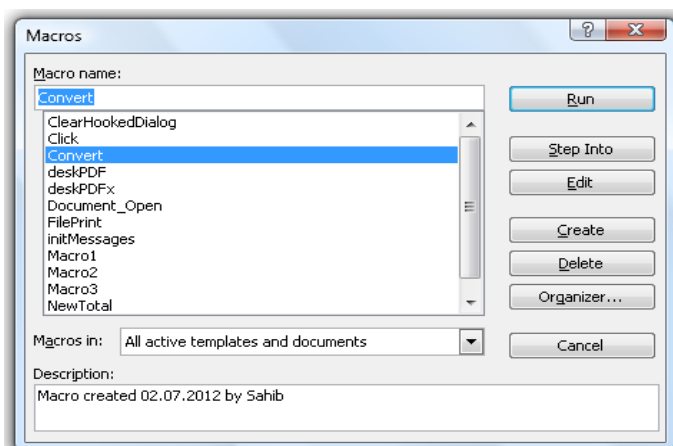 Macros
Macro name:
Convert
Run
ClearHookedDialog
Click
Convert
deskPDF
deskPDFx
Document_Open
FilePrint
initMessages
Macro1
Macro2
Macro3
NewTotal
Step Into
Edit
Create
Delete
Organizer...
Macros in: All active templates and documents
Cancel
Description:
Macro created 02.07.2012 by Sahib